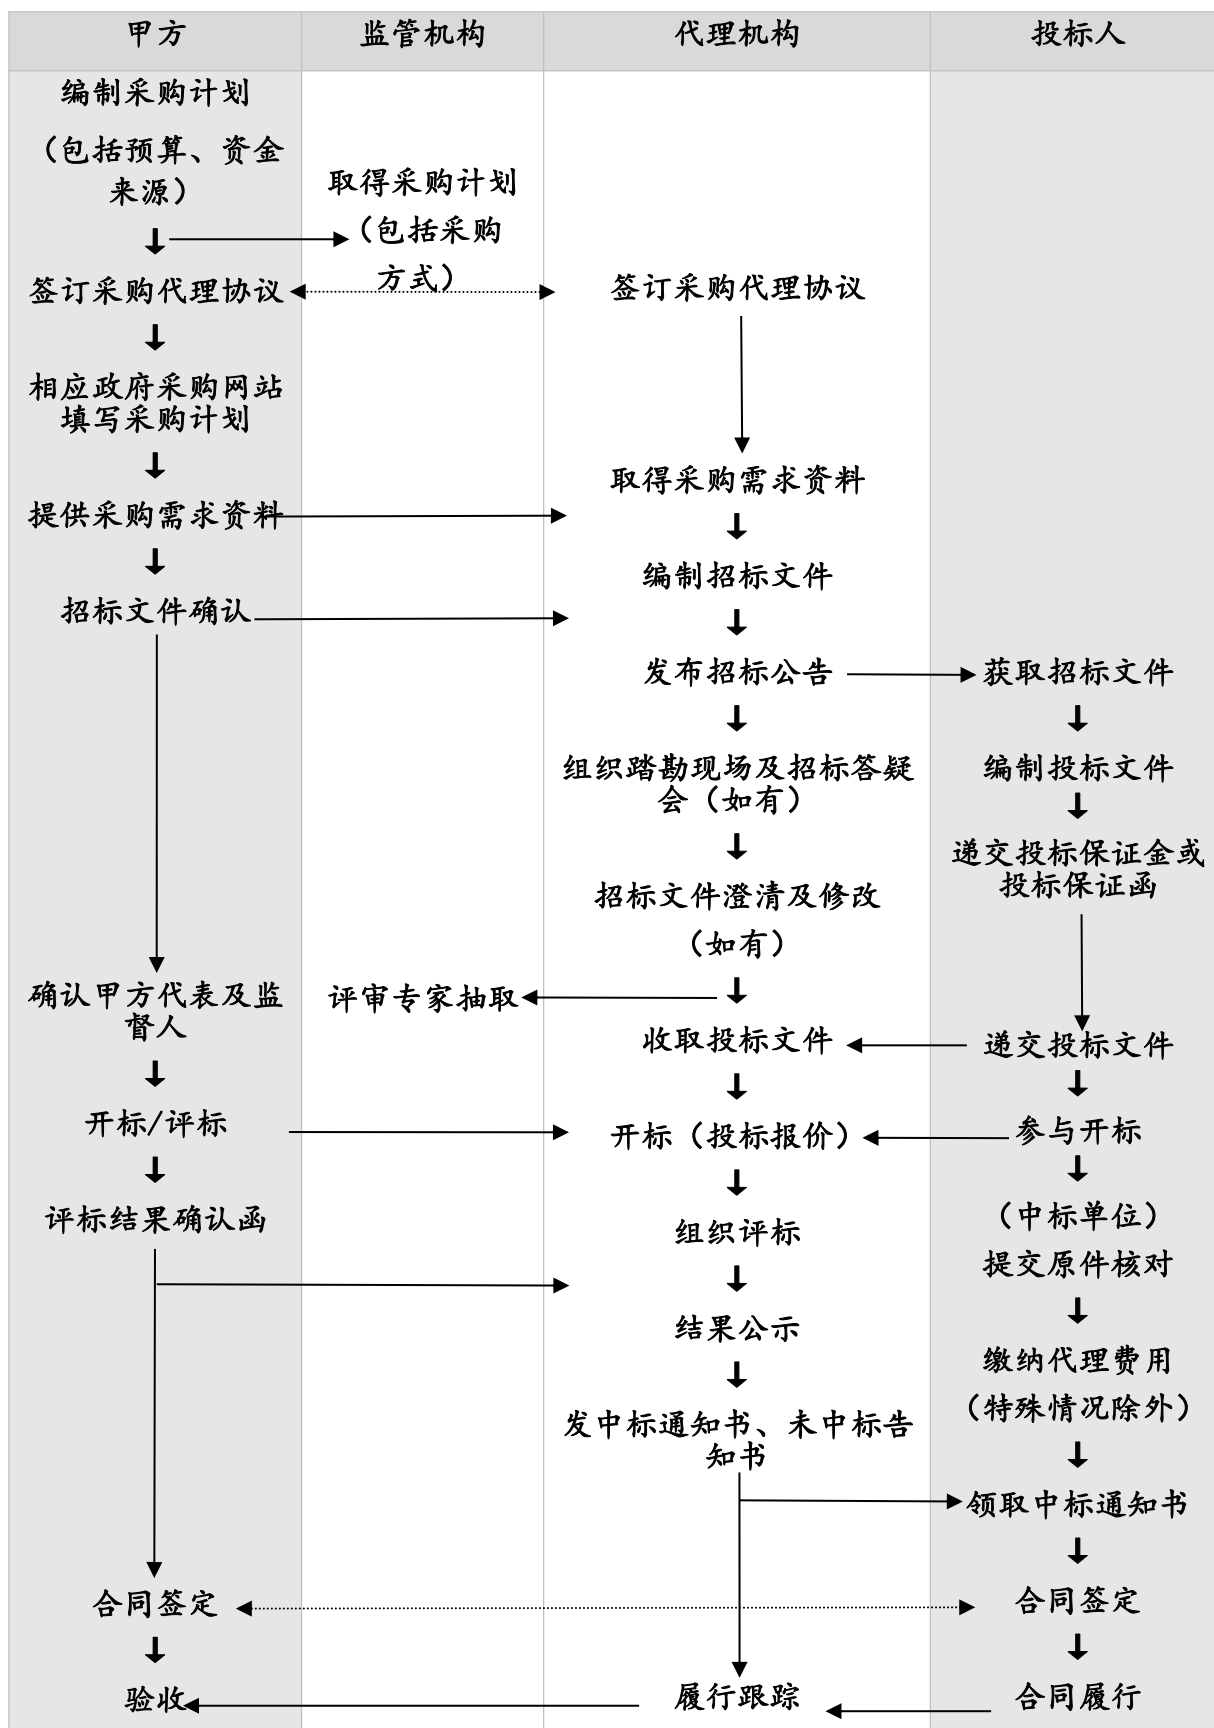 甲方
监管机构
代理机构
投标人
编制采购计划
（包括预算、资金
来源）
签订采购代理协议
相应政府采购网站
填写采购计划
提供采购需求资料
招标文件确认
确认甲方代表及监
督人
开标/评标
评标结果确认函
合同签定
验收
取得采购计划
（包括采购
方式）
评审专家抽取
签订采购代理协议
取得采购需求资料
编制招标文件
发布招标公告
组织踏勘现场及招标答疑
会（如有）
招标文件澄清及修改
（如有）
收取投标文件
开标（投标报价）
组织评标
结果公示
发中标通知书、未中标告
知书
履行跟踪
获取招标文件
编制投标文件
递交投标保证金或
投标保证函
递交投标文件
参与开标
（中标单位）
提交原件核对
缴纳代理费用
（特殊情况除外）
领取中标通知书
合同签定
合同履行